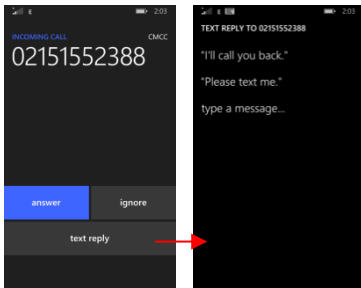 E 2:03
INCOMING CALL CMCC
02151552388
answer ignore
text reply
E 2:03
TEXT REPLY TO 02151552388
"I'll call you back."
"Please text me."
type a message...